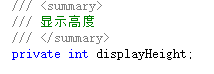 /// <summary>
/// 显示高度
/// </summary>
private int displayHeight;